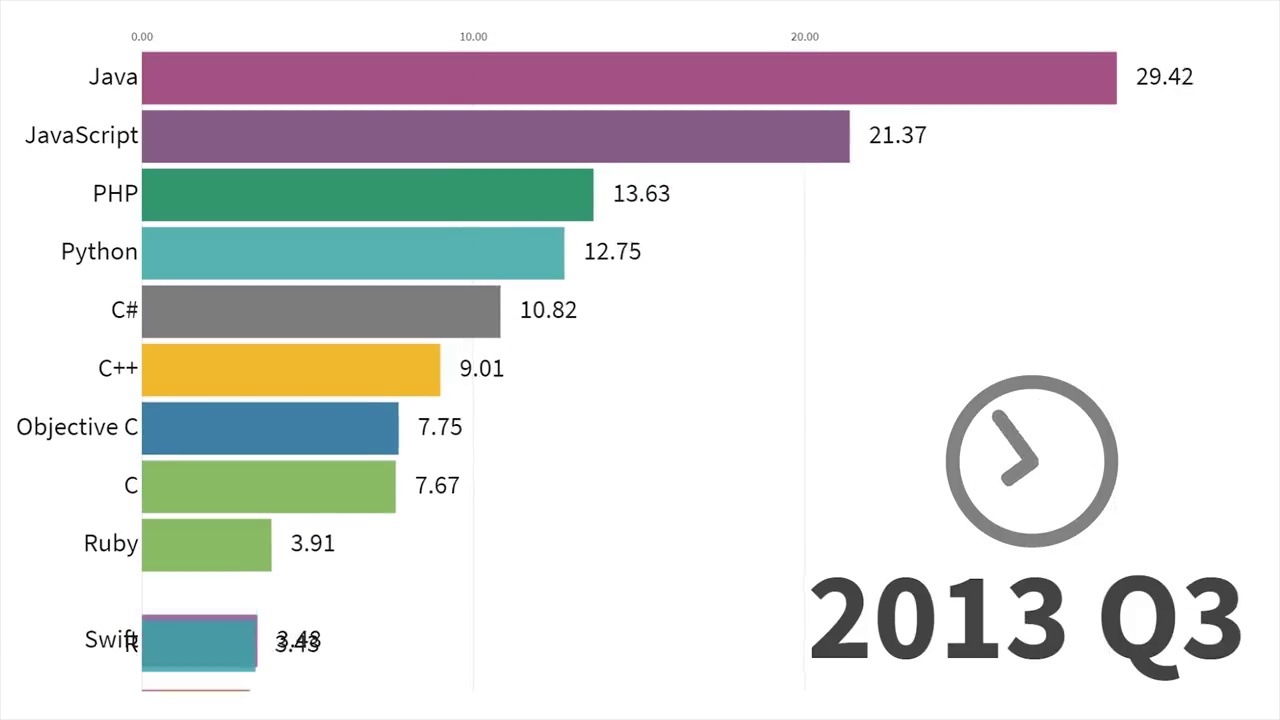 0.00 10.00 20.00
Java 29.42
JavaScript 21.37
PHP 13.63
Python 12.75
C# 10.82
C++ 9.01
Objective C 7.75
C 7.67
Ruby 3.91
Swift
R
2013 Q3